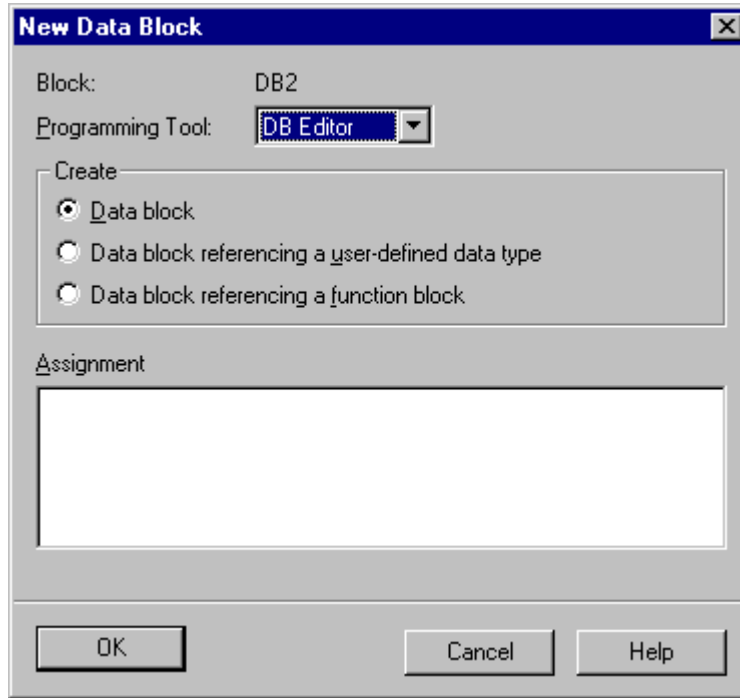 New Data Block
Block: DB2
Programming Tool: DB Editor
Create
Data block
Data block referencing a user-defined data type
Data block referencing a function block
Assignment
OK Cancel Help